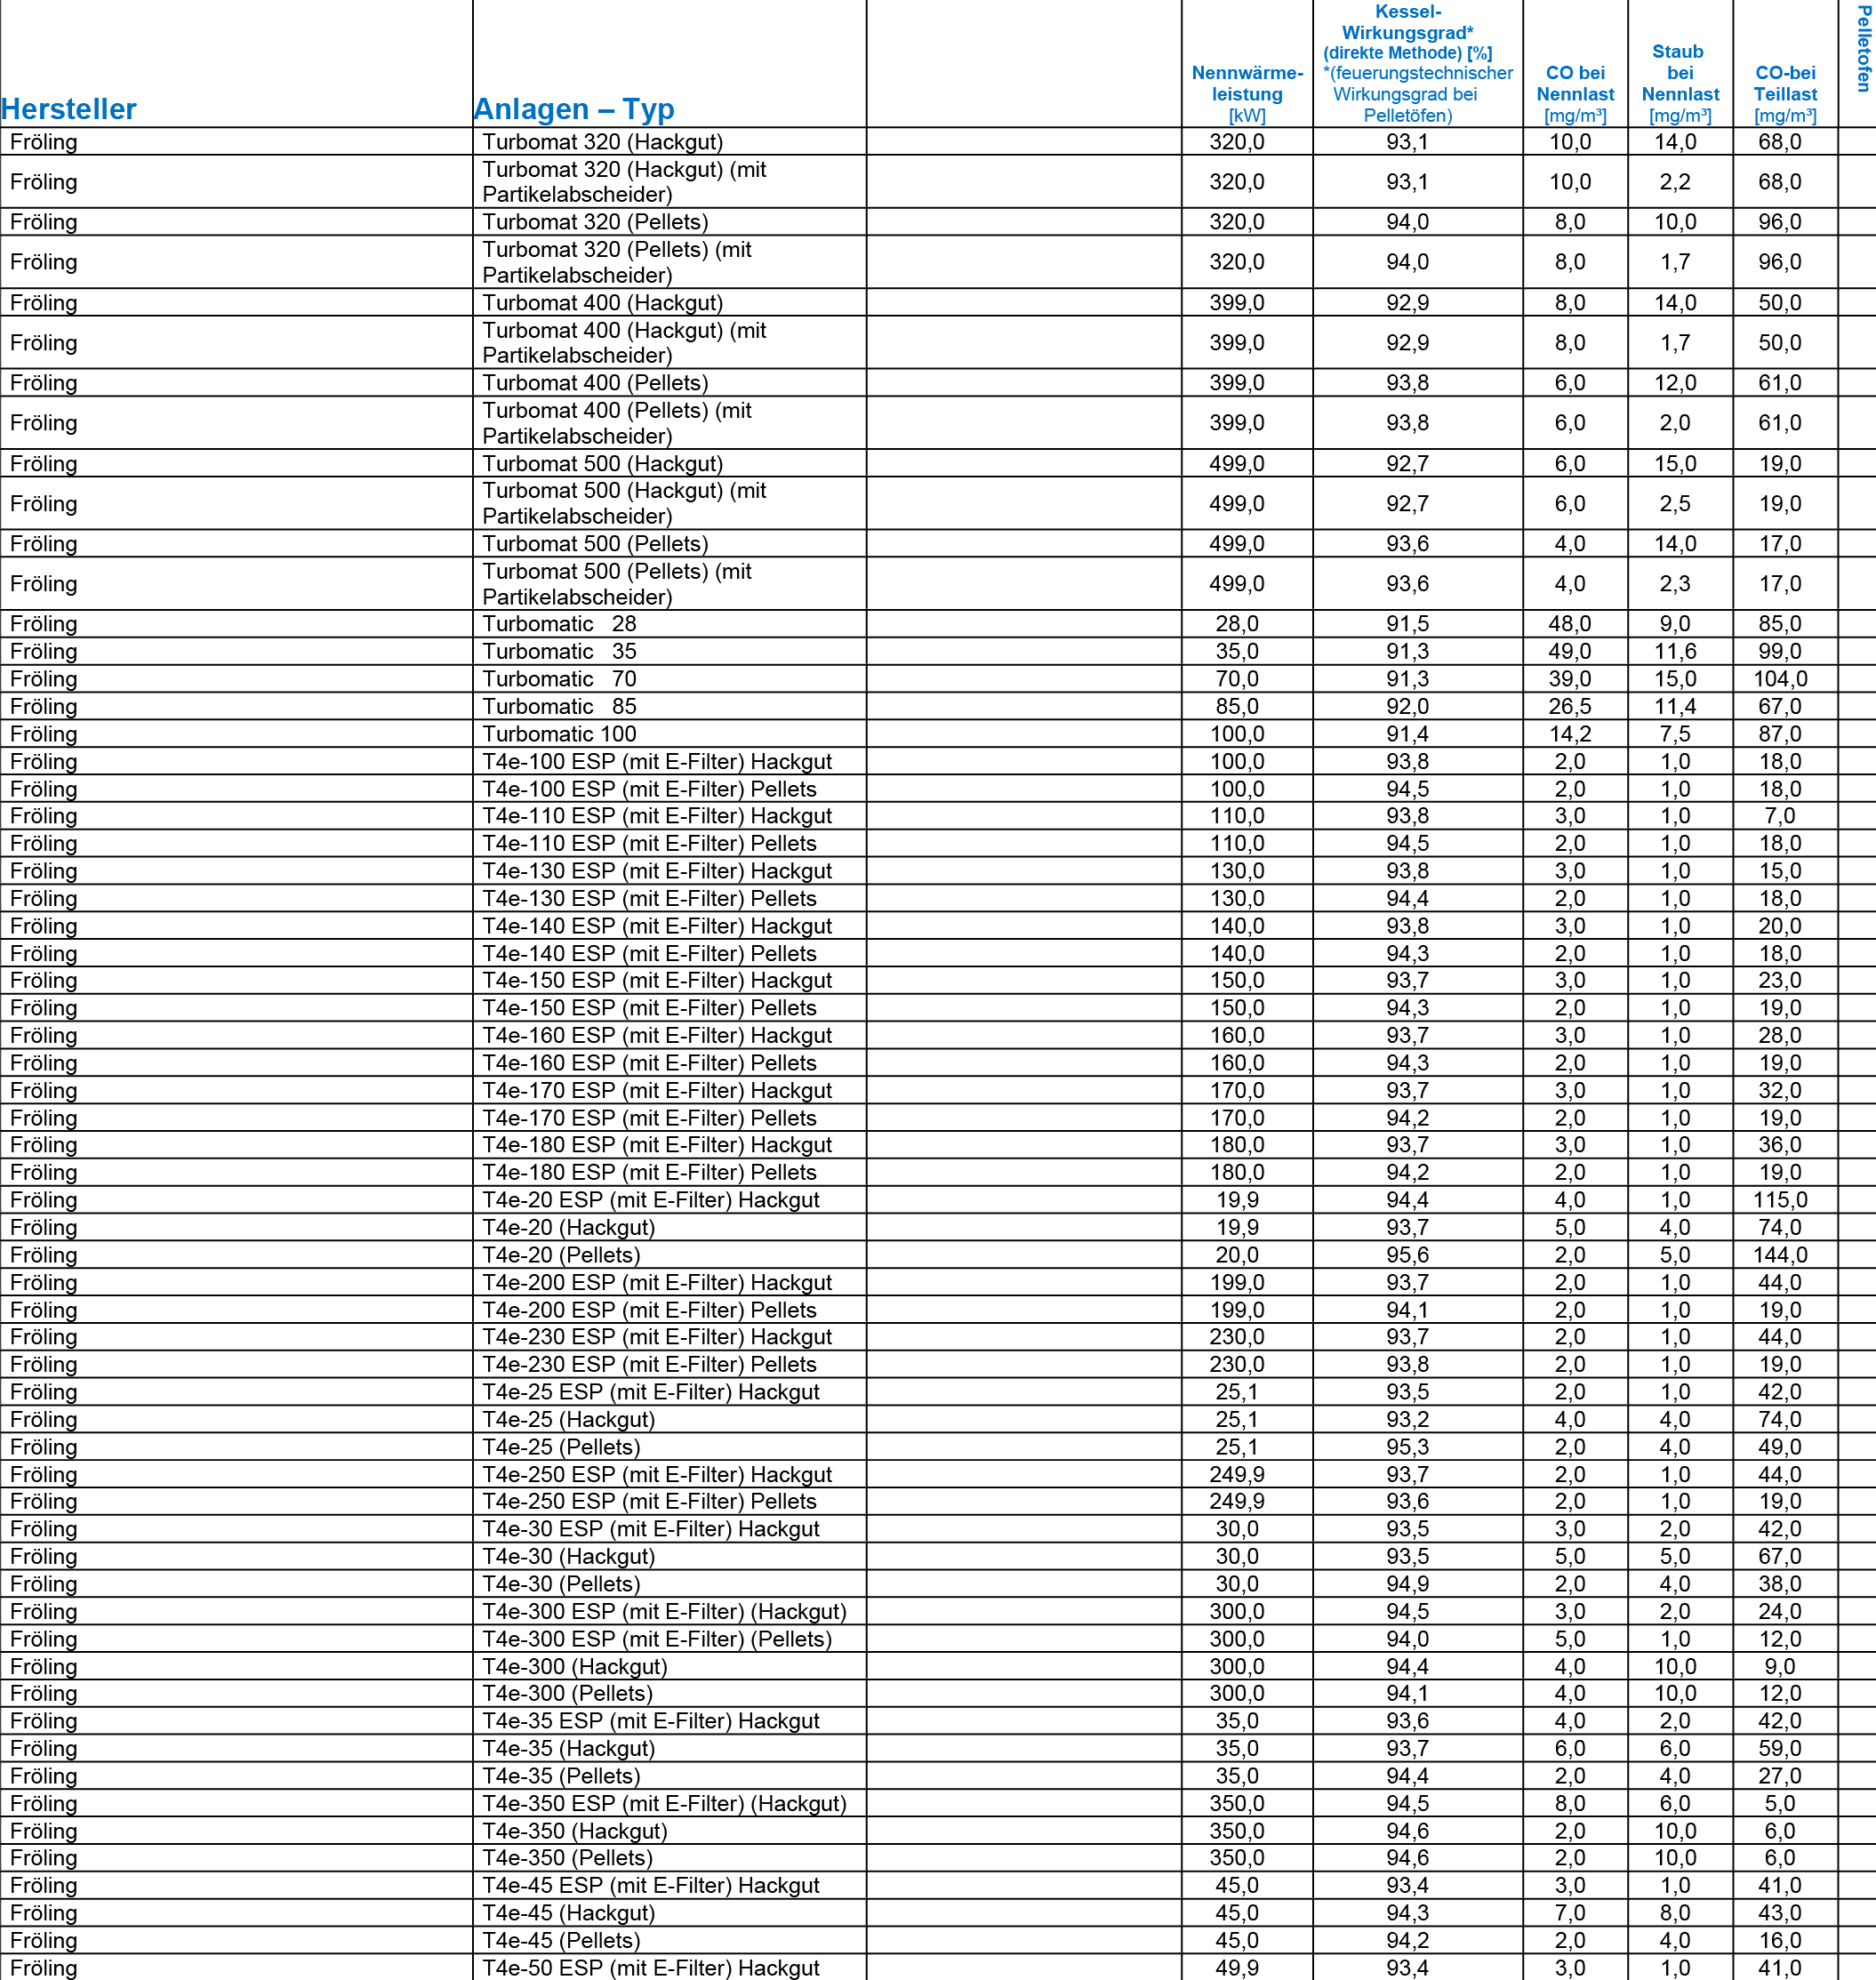 Hersteller
Anlagen – Typ
Nennwärme-
leistung
[kW]
Kessel-
Wirkungsgrad*
(direkte Methode) [%]
*(feuerungstechnischer
Wirkungsgrad bei
Pelletöfen)
CO bei
Nennlast
[mg/m³]
Staub
bei
Nennlast
[mg/m³]
CO-bei
Teillast
[mg/m³]
Pelletofen
Fröling Turbomat 320 (Hackgut) 320,0 93,1 10,0 14,0 68,0
Fröling Turbomat 320 (Hackgut) (mit
Partikelabscheider) 320,0 93,1 10,0 2,2 68,0
Fröling Turbomat 320 (Pellets) 320,0 94,0 8,0 10,0 96,0
Fröling Turbomat 320 (Pellets) (mit
Partikelabscheider) 320,0 94,0 8,0 1,7 96,0
Fröling Turbomat 400 (Hackgut) 399,0 92,9 8,0 14,0 50,0
Fröling Turbomat 400 (Hackgut) (mit
Partikelabscheider) 399,0 92,9 8,0 1,7 50,0
Fröling Turbomat 400 (Pellets) 399,0 93,8 6,0 12,0 61,0
Fröling Turbomat 400 (Pellets) (mit
Partikelabscheider) 399,0 93,8 6,0 2,0 61,0
Fröling Turbomat 500 (Hackgut) 499,0 92,7 6,0 15,0 19,0
Fröling Turbomat 500 (Hackgut) (mit
Partikelabscheider) 499,0 92,7 6,0 2,5 19,0
Fröling Turbomat 500 (Pellets) 499,0 93,6 4,0 14,0 17,0
Fröling Turbomat 500 (Pellets) (mit
Partikelabscheider) 499,0 93,6 4,0 2,3 17,0
Fröling Turbomatic 28 28,0 91,5 48,0 9,0 85,0
Fröling Turbomatic 35 35,0 91,3 49,0 11,6 99,0
Fröling Turbomatic 70 70,0 91,3 39,0 15,0 104,0
Fröling Turbomatic 85 85,0 92,0 26,5 11,4 67,0
Fröling Turbomatic 100 100,0 91,4 14,2 7,5 87,0
Fröling T4e-100 ESP (mit E-Filter) Hackgut 100,0 93,8 2,0 1,0 18,0
Fröling T4e-100 ESP (mit E-Filter) Pellets 100,0 94,5 2,0 1,0 18,0
Fröling T4e-110 ESP (mit E-Filter) Hackgut 110,0 93,8 3,0 1,0 7,0
Fröling T4e-110 ESP (mit E-Filter) Pellets 110,0 94,5 2,0 1,0 18,0
Fröling T4e-130 ESP (mit E-Filter) Hackgut 130,0 93,8 3,0 1,0 15,0
Fröling T4e-130 ESP (mit E-Filter) Pellets 130,0 94,4 2,0 1,0 18,0
Fröling T4e-140 ESP (mit E-Filter) Hackgut 140,0 93,8 3,0 1,0 20,0
Fröling T4e-140 ESP (mit E-Filter) Pellets 140,0 94,3 2,0 1,0 18,0
Fröling T4e-150 ESP (mit E-Filter) Hackgut 150,0 93,7 3,0 1,0 23,0
Fröling T4e-150 ESP (mit E-Filter) Pellets 150,0 94,3 2,0 1,0 19,0
Fröling T4e-160 ESP (mit E-Filter) Hackgut 160,0 93,7 3,0 1,0 28,0
Fröling T4e-160 ESP (mit E-Filter) Pellets 160,0 94,3 2,0 1,0 19,0
Fröling T4e-170 ESP (mit E-Filter) Hackgut 170,0 93,7 3,0 1,0 32,0
Fröling T4e-170 ESP (mit E-Filter) Pellets 170,0 94,2 2,0 1,0 19,0
Fröling T4e-180 ESP (mit E-Filter) Hackgut 180,0 93,7 3,0 1,0 36,0
Fröling T4e-180 ESP (mit E-Filter) Pellets 180,0 94,2 2,0 1,0 19,0
Fröling T4e-20 ESP (mit E-Filter) Hackgut 19,9 94,4 4,0 1,0 115,0
Fröling T4e-20 (Hackgut) 19,9 93,7 5,0 4,0 74,0
Fröling T4e-20 (Pellets) 20,0 95,6 2,0 5,0 144,0
Fröling T4e-200 ESP (mit E-Filter) Hackgut 199,0 93,7 2,0 1,0 44,0
Fröling T4e-200 ESP (mit E-Filter) Pellets 199,0 94,1 2,0 1,0 19,0
Fröling T4e-230 ESP (mit E-Filter) Hackgut 230,0 93,7 2,0 1,0 44,0
Fröling T4e-230 ESP (mit E-Filter) Pellets 230,0 93,8 2,0 1,0 19,0
Fröling T4e-25 ESP (mit E-Filter) Hackgut 25,1 93,5 2,0 1,0 42,0
Fröling T4e-25 (Hackgut) 25,1 93,2 4,0 4,0 74,0
Fröling T4e-25 (Pellets) 25,1 95,3 2,0 4,0 49,0
Fröling T4e-250 ESP (mit E-Filter) Hackgut 249,9 93,7 2,0 1,0 44,0
Fröling T4e-250 ESP (mit E-Filter) Pellets 249,9 93,6 2,0 1,0 19,0
Fröling T4e-30 ESP (mit E-Filter) Hackgut 30,0 93,5 3,0 2,0 42,0
Fröling T4e-30 (Hackgut) 30,0 93,5 5,0 5,0 67,0
Fröling T4e-30 (Pellets) 30,0 94,9 2,0 4,0 38,0
Fröling T4e-300 ESP (mit E-Filter) (Hackgut) 300,0 94,5 3,0 2,0 24,0
Fröling T4e-300 ESP (mit E-Filter) (Pellets) 300,0 94,0 5,0 1,0 12,0
Fröling T4e-300 (Hackgut) 300,0 94,4 4,0 10,0 9,0
Fröling T4e-300 (Pellets) 300,0 94,1 4,0 10,0 12,0
Fröling T4e-35 ESP (mit E-Filter) Hackgut 35,0 93,6 4,0 2,0 42,0
Fröling T4e-35 (Hackgut) 35,0 93,7 6,0 6,0 59,0
Fröling T4e-35 (Pellets) 35,0 94,4 2,0 4,0 27,0
Fröling T4e-350 ESP (mit E-Filter) (Hackgut) 350,0 94,5 8,0 6,0 5,0
Fröling T4e-350 (Hackgut) 350,0 94,6 2,0 10,0 6,0
Fröling T4e-350 (Pellets) 350,0 94,6 2,0 10,0 6,0
Fröling T4e-45 ESP (mit E-Filter) Hackgut 45,0 93,4 3,0 1,0 41,0
Fröling T4e-45 (Hackgut) 45,0 94,3 7,0 8,0 43,0
Fröling T4e-45 (Pellets) 45,0 94,2 2,0 4,0 16,0
Fröling T4e-50 ESP (mit E-Filter) Hackgut 49,9 93,4 3,0 1,0 41,0